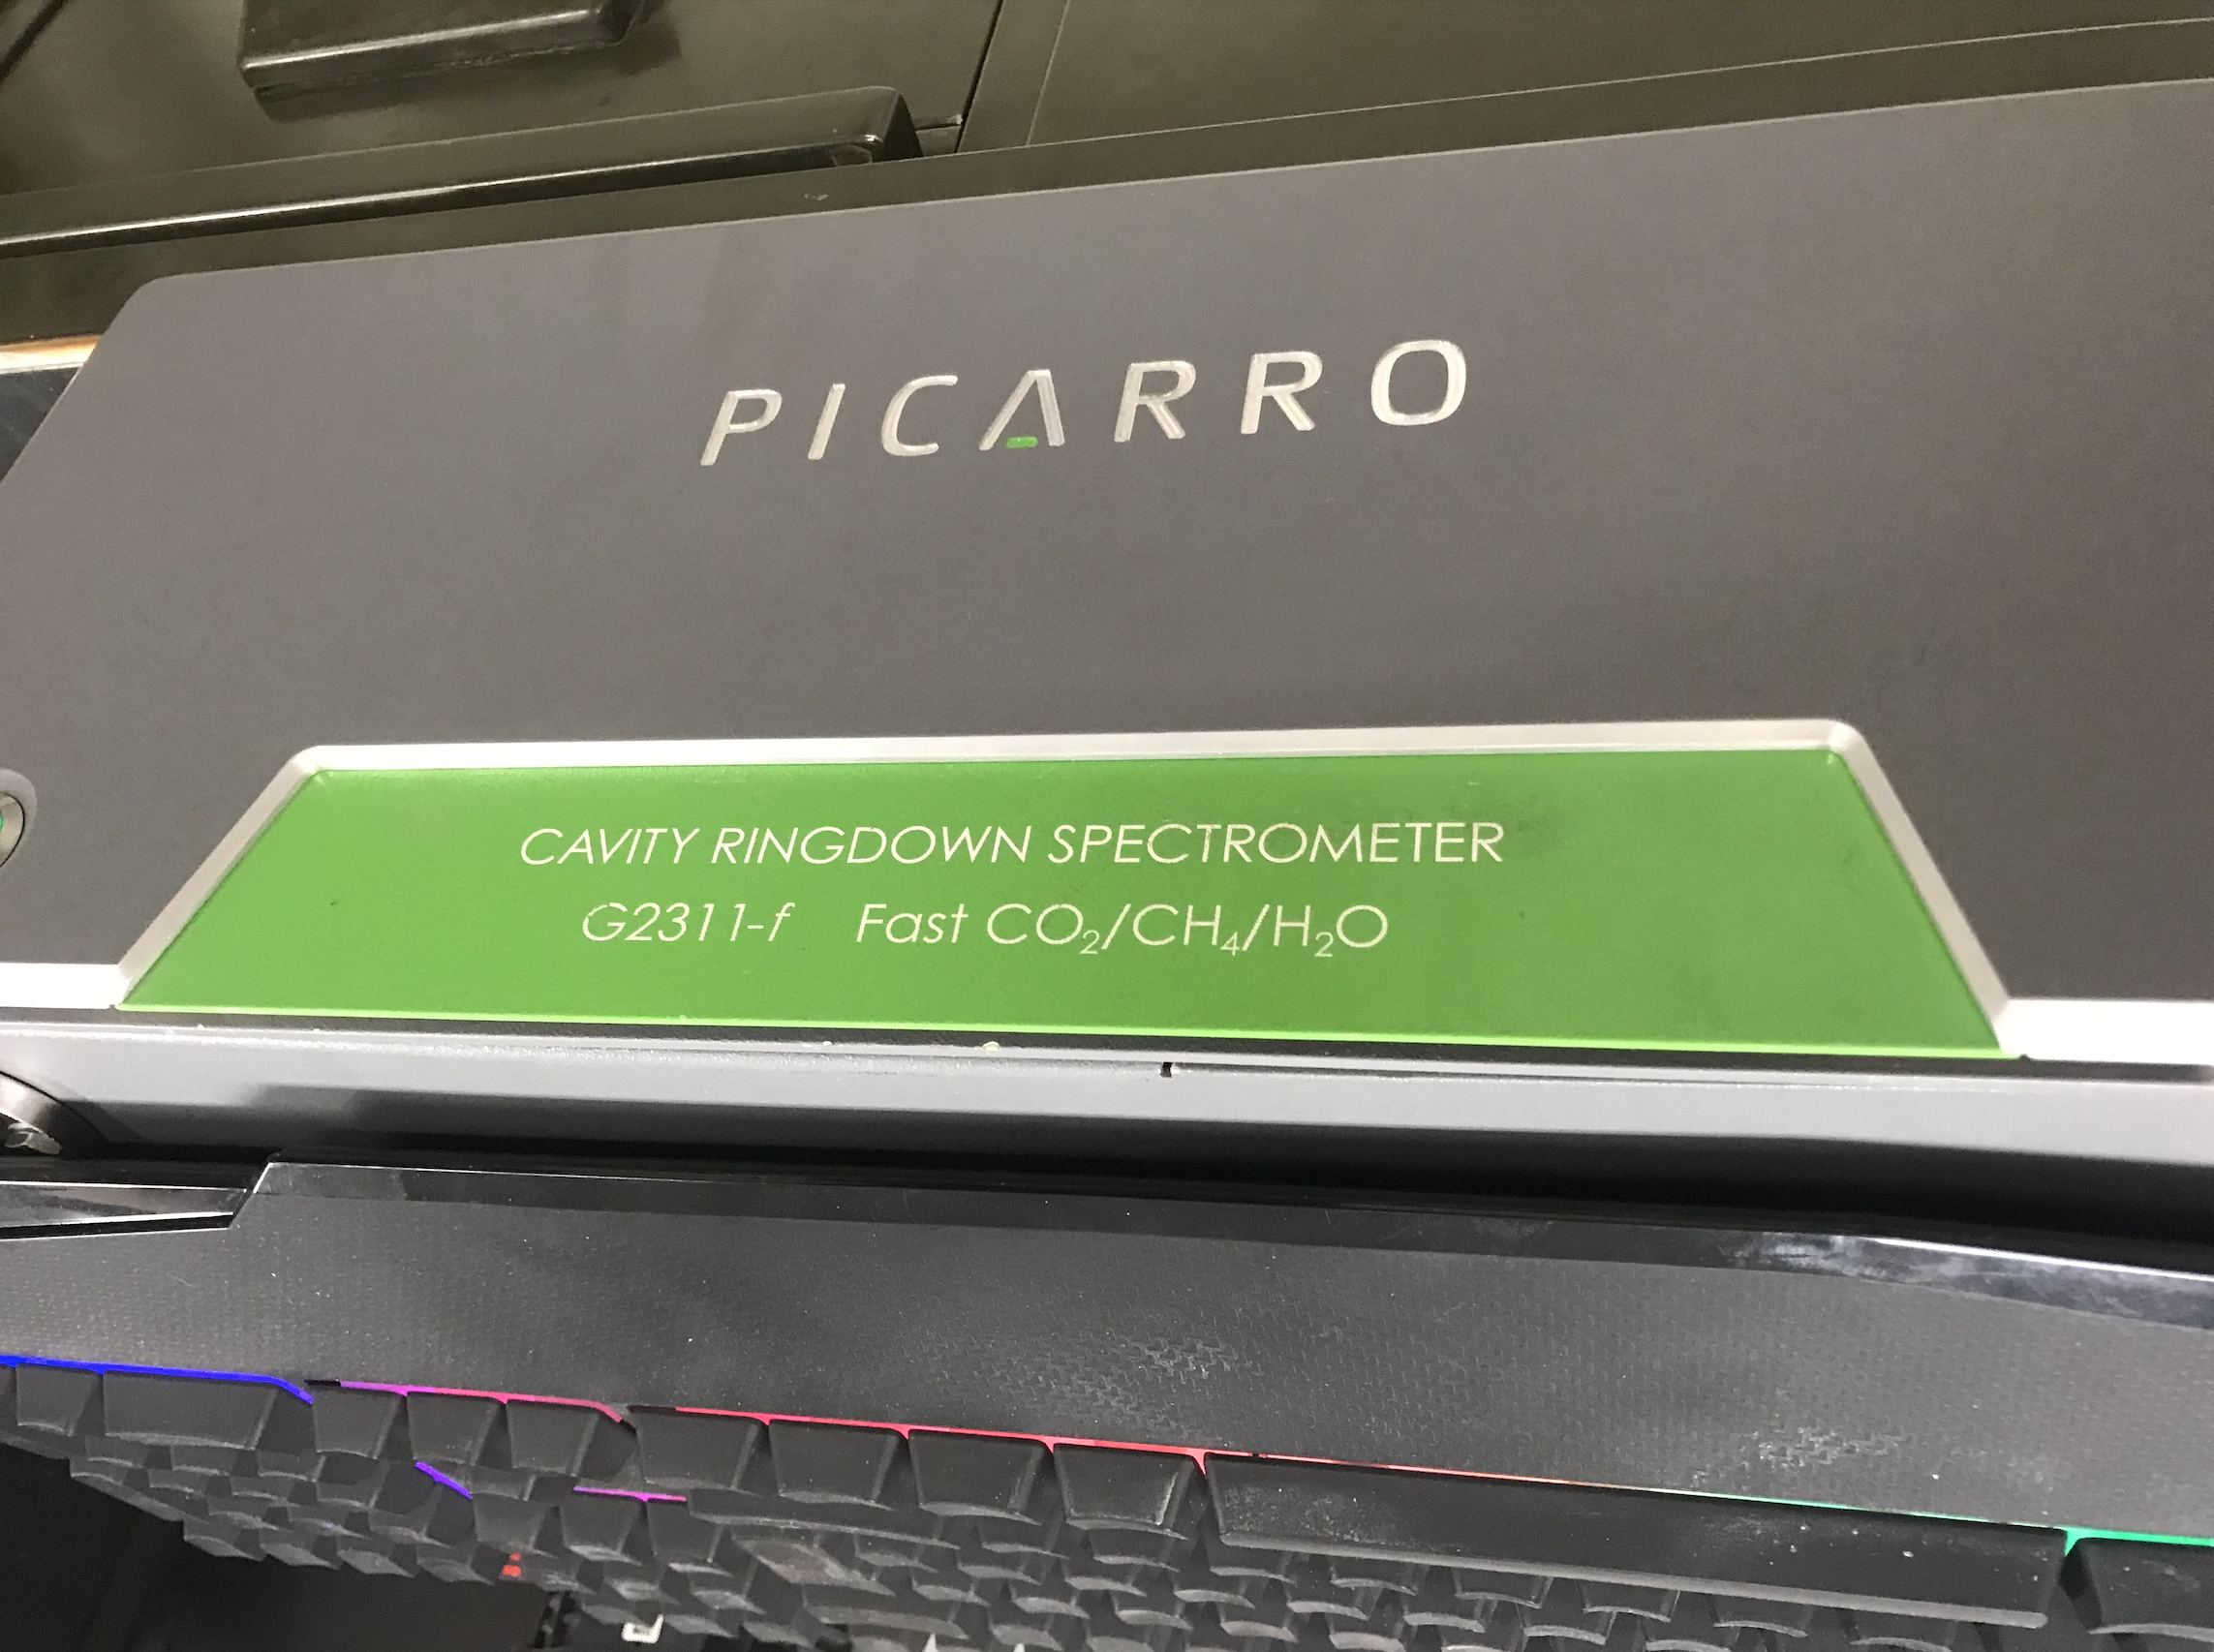 PICARRO
CAVITY RINGDOWN SPECTROMETER
G2311-f Fast CO₂/CH₄/H₂O